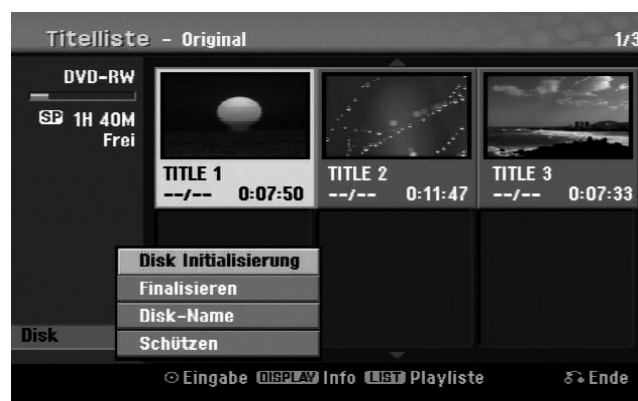 Titelliste – Original 1/3
DVD-RW
SP 1H 40M
Frei
TITLE 1
--/-- 0:07:50
TITLE 2
--/-- 0:11:47
TITLE 3
--/-- 0:07:33
Disk
Disk Initialisierung
Finalisieren
Disk-Name
Schützen
Eingabe DISPLAY Info LIST Playliste Ende